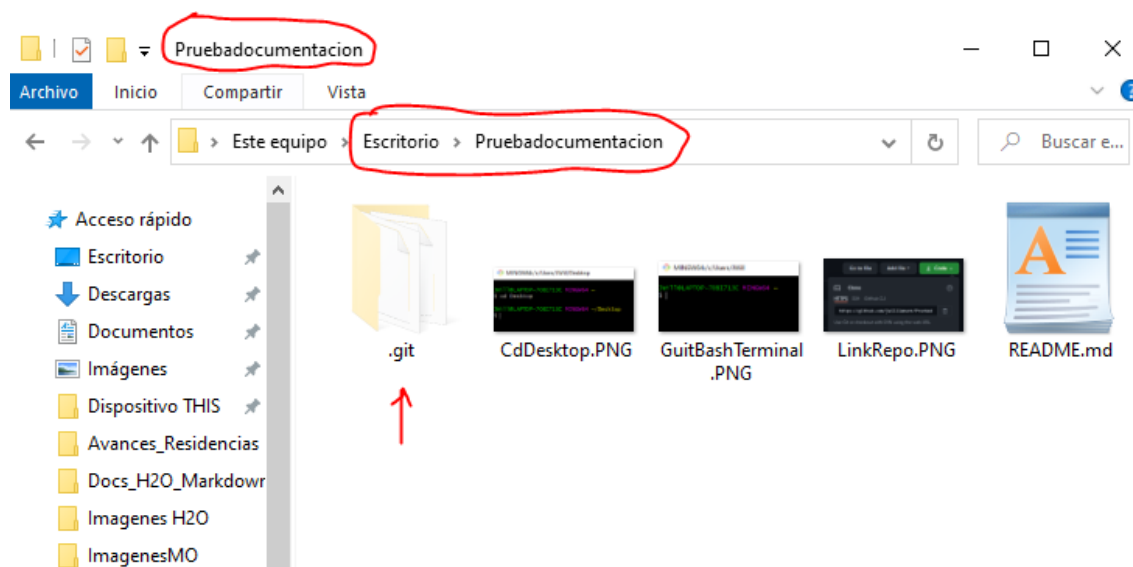 Pruebadocumentacion
Archivo Inicio Compartir Vista
Este equipo > Escritorio > Pruebadocumentacion
Buscar e...
Acceso rápido
Escritorio
Descargas
Documentos
Imágenes
Dispositivo THIS
Avances_Residencias
Docs_H2O_Markdowr
Imagenes H2O
ImagenesMO
.git
CdDesktop.PNG
GuitBashTerminal
.PNG
LinkRepo.PNG
README.md